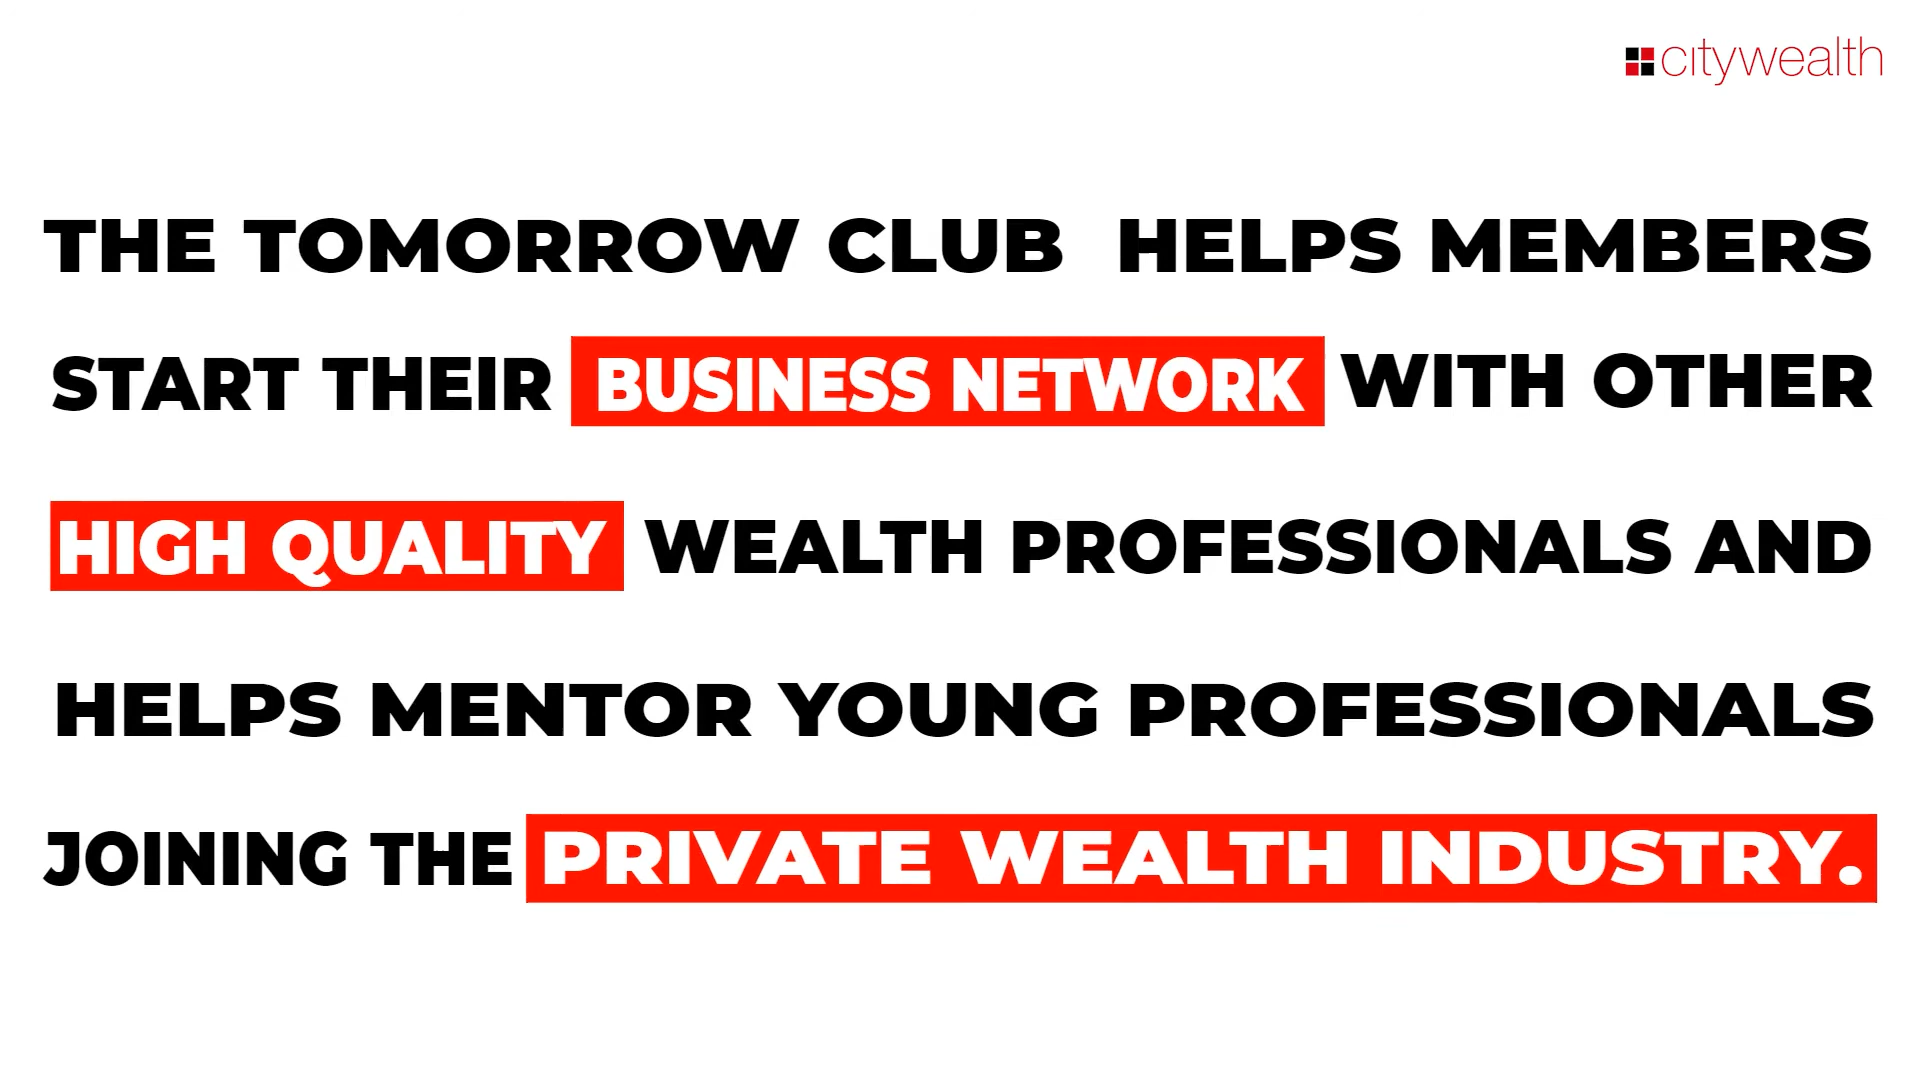 citywealth
THE TOMORROW CLUB HELPS MEMBERS
START THEIR BUSINESS NETWORK WITH OTHER
HIGH QUALITY WEALTH PROFESSIONALS AND
HELPS MENTOR YOUNG PROFESSIONALS
JOINING THE PRIVATE WEALTH INDUSTRY.